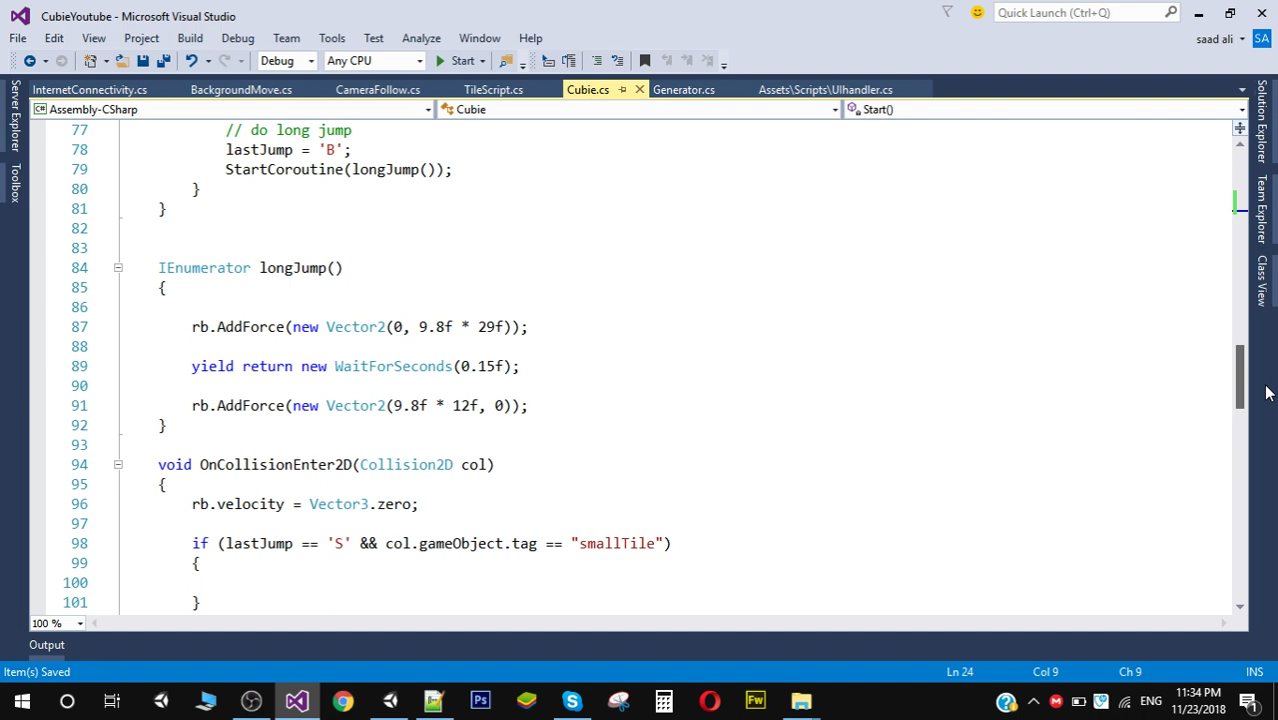 CubieYoutube - Microsoft Visual Studio
Quick Launch (Ctrl+Q)
File Edit View Project Build Debug Team Tools Test Analyze Window Help
saad ali SA
Debug Any CPU Start
Server Explorer
Toolbox
Solution Explorer
Team Explorer
Class View
InternetConnectivity.cs BackgroundMove.cs CameraFollow.cs TileScript.cs Cubie.cs Generator.cs Assets\Scripts\UIhandler.cs
Assembly-CSharp Cubie Start()
77 // do long jump
78 lastJump = 'B';
79 StartCoroutine(longJump());
80 }
81 }
82
83
84 IEnumerator longJump()
85 {
86
87 rb.AddForce(new Vector2(0, 9.8f * 29f));
88
89 yield return new WaitForSeconds(0.15f);
90
91 rb.AddForce(new Vector2(9.8f * 12f, 0));
92 }
93
94 void OnCollisionEnter2D(Collision2D col)
95 {
96 rb.velocity = Vector3.zero;
97
98 if (lastJump == 'S' && col.gameObject.tag == "smallTile")
99 {
100
101 }
100 %
Output
Item(s) Saved Ln 24 Col 9 Ch 9 INS
Ps Fw ENG 11:34 PM
11/23/2018